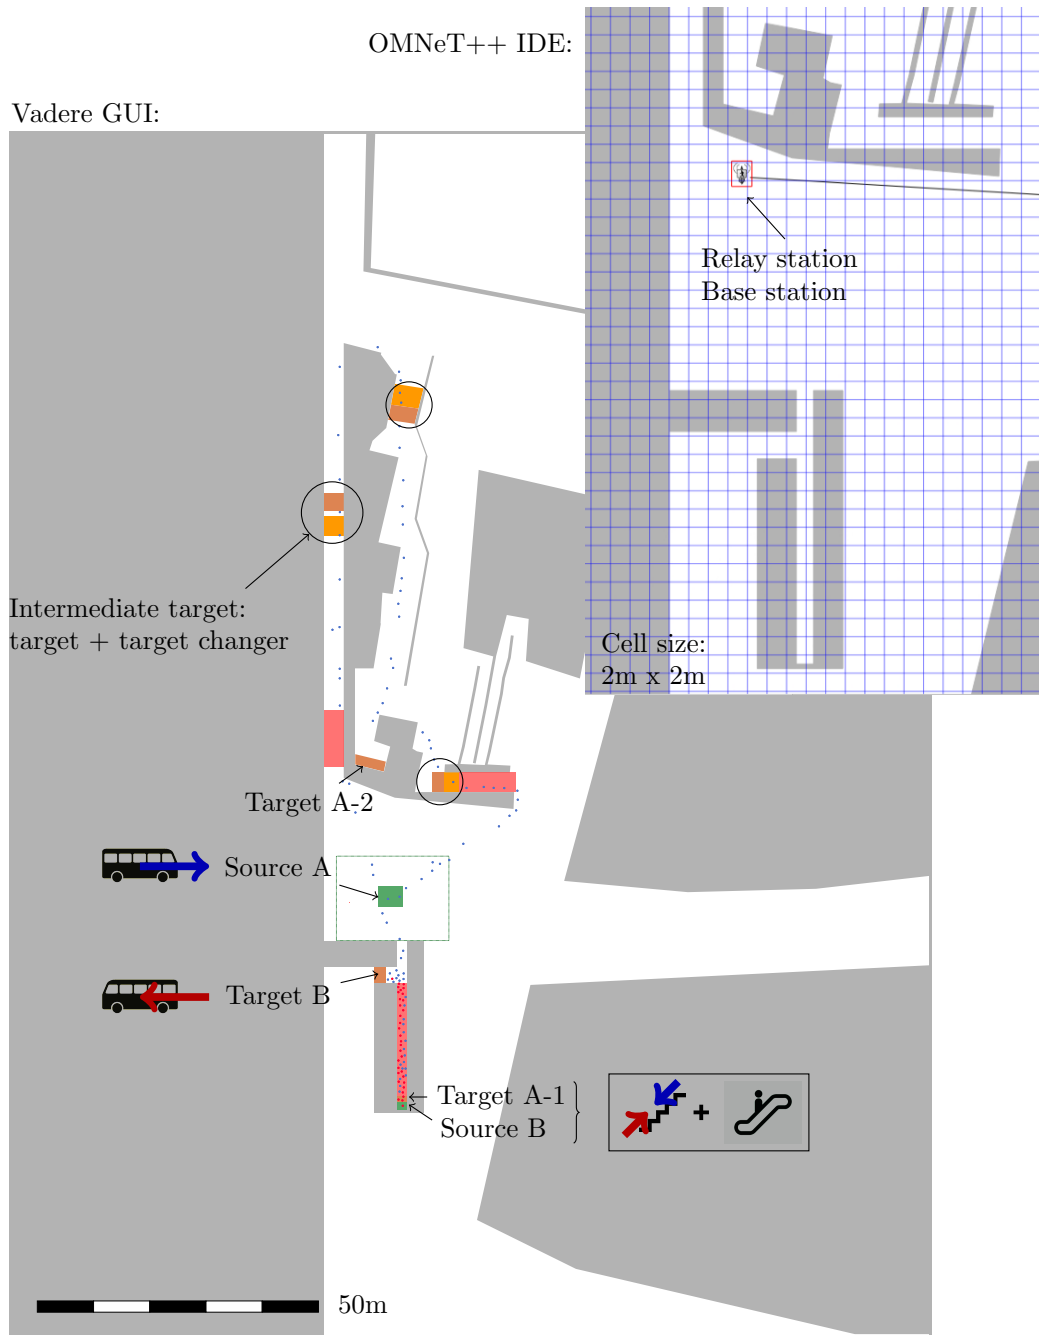 OMNeT++ IDE:
Vadere GUI:
Relay station
Base station
Intermediate target:
target + target changer
Cell size:
2m x 2m
Target A-2
Source A
Target B
Target A-1
Source B
50m